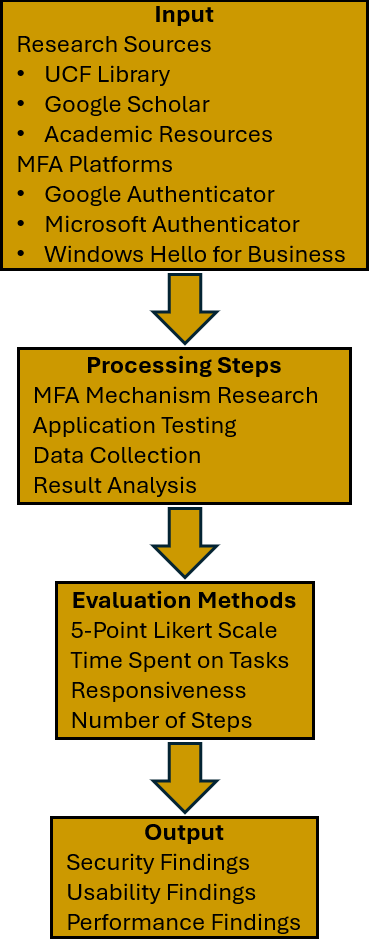 Input
Research Sources
• UCF Library
• Google Scholar
• Academic Resources
MFA Platforms
• Google Authenticator
• Microsoft Authenticator
• Windows Hello for Business
Processing Steps
MFA Mechanism Research
Application Testing
Data Collection
Result Analysis
Evaluation Methods
5-Point Likert Scale
Time Spent on Tasks
Responsiveness
Number of Steps
Output
Security Findings
Usability Findings
Performance Findings